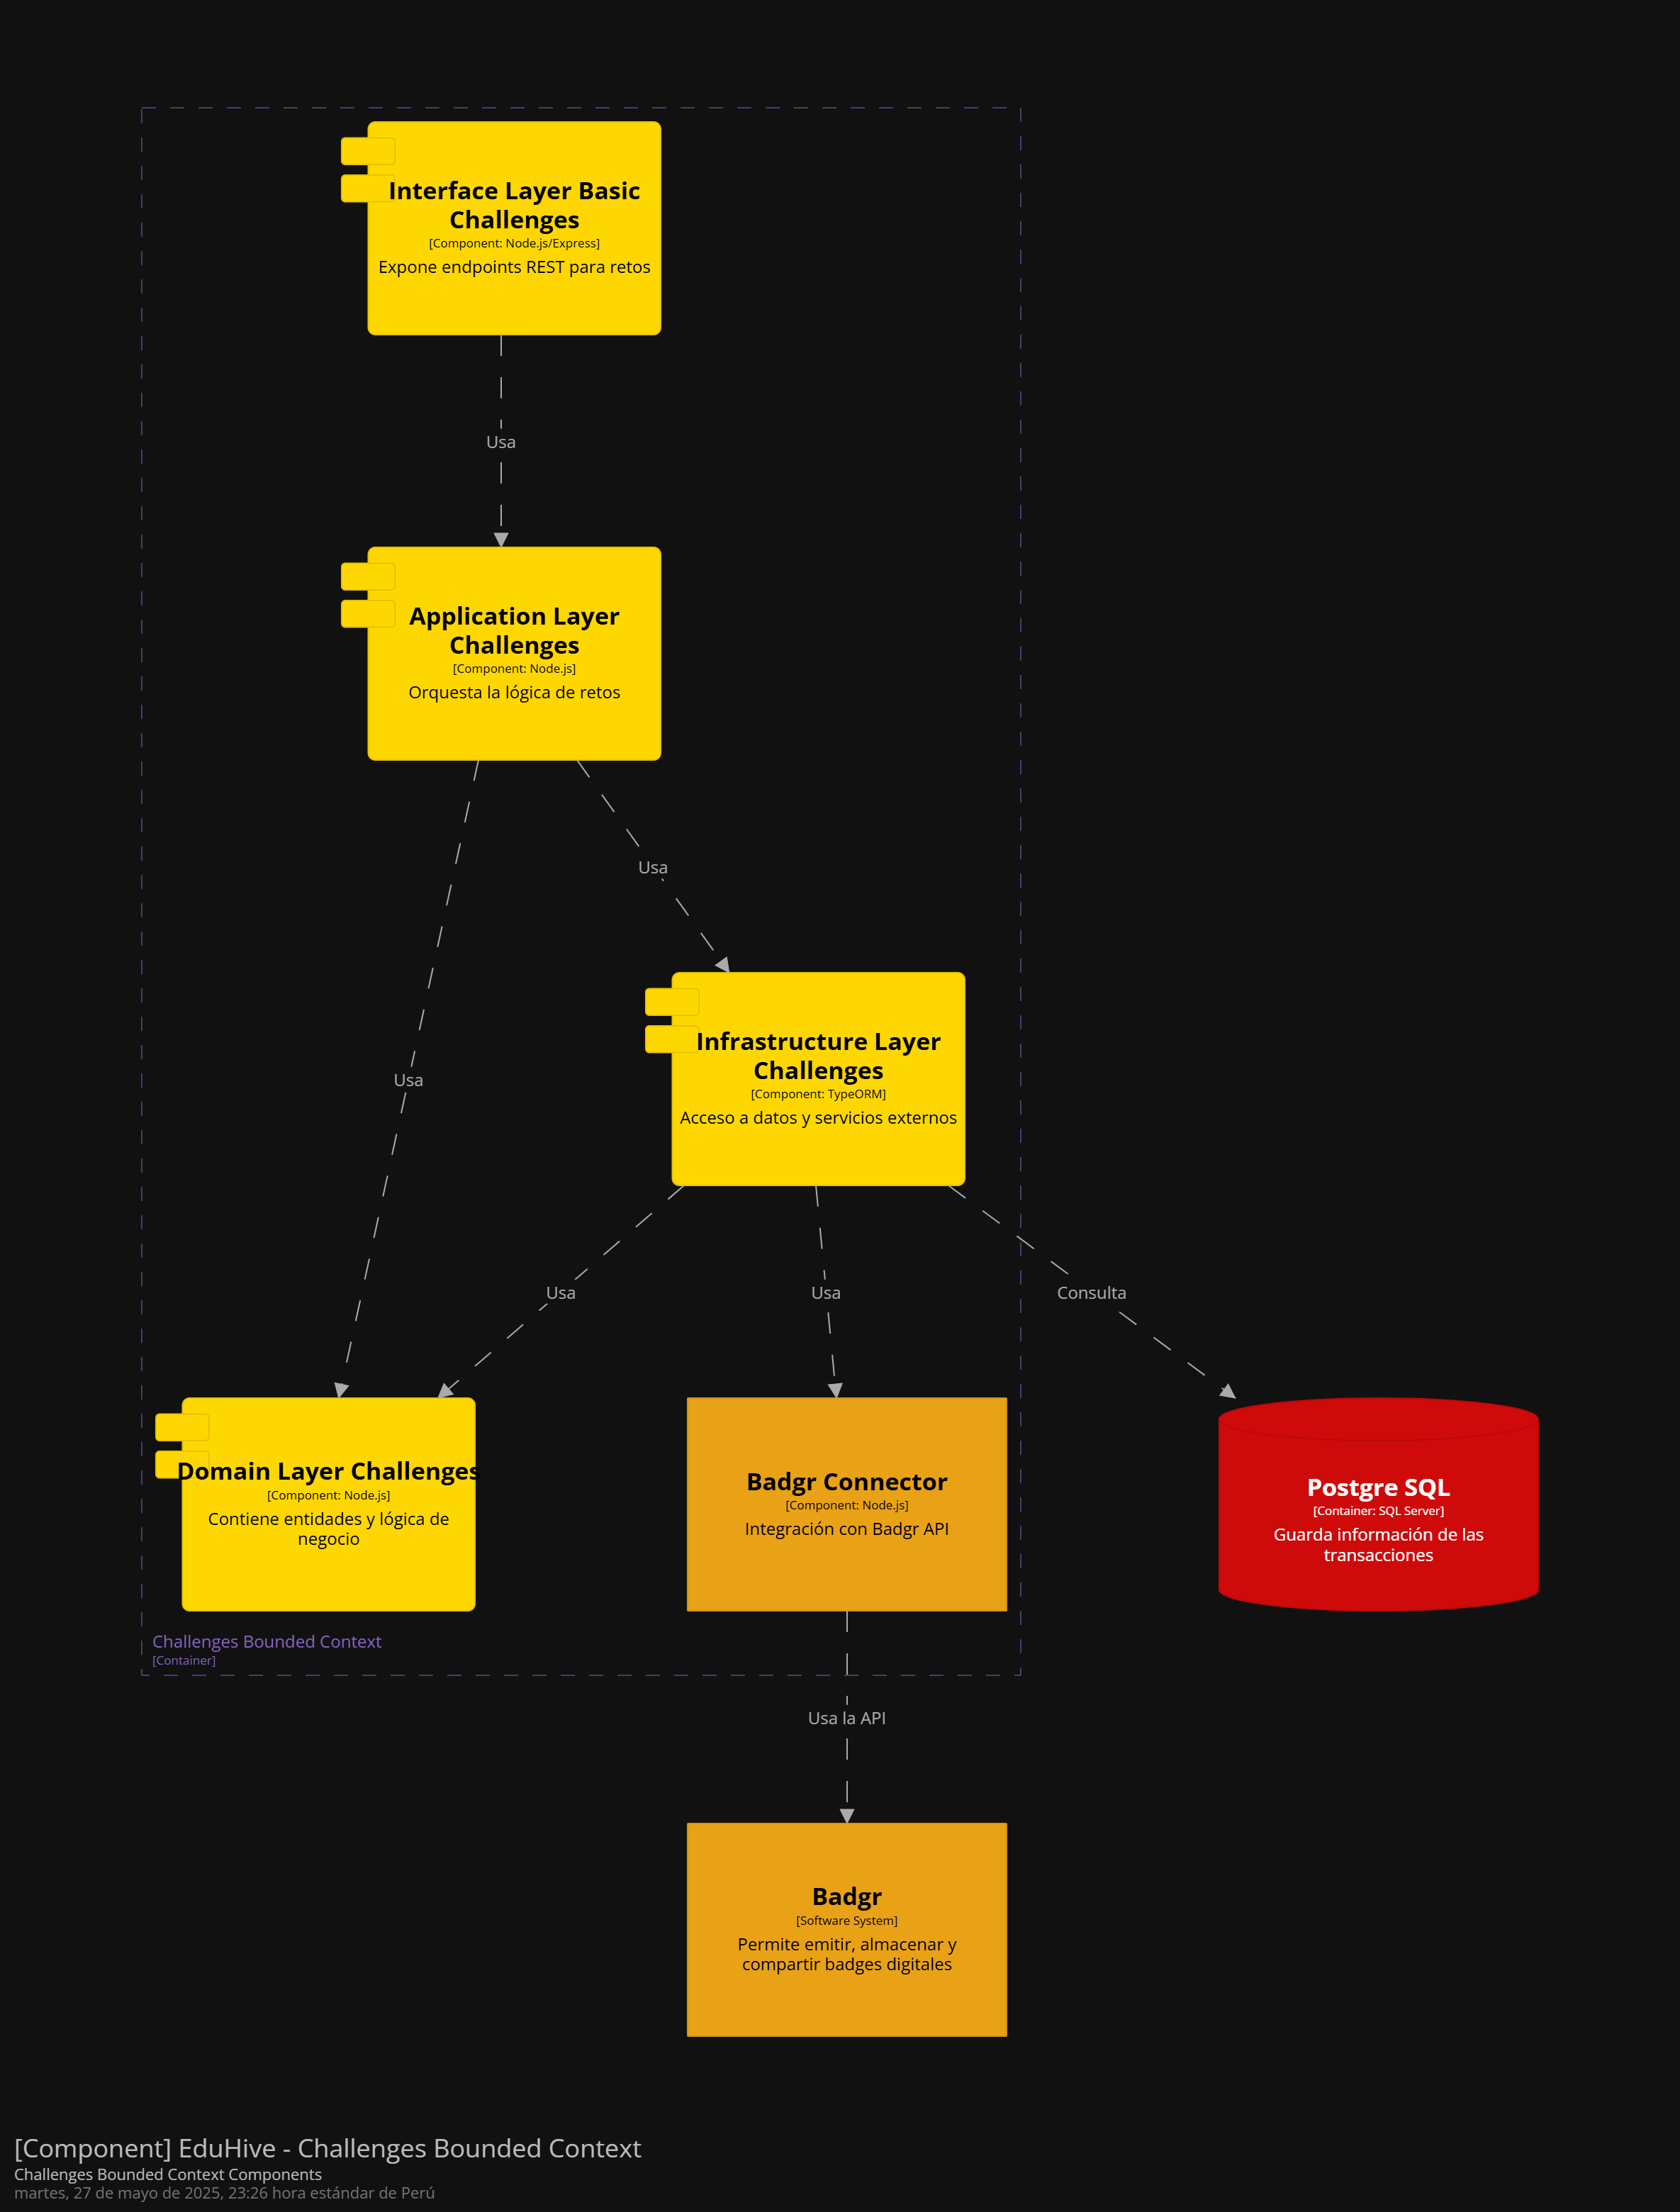 Interface Layer Basic
Challenges
[Component: Node.js/Express]
Expone endpoints REST para retos
Usa
Application Layer
Challenges
[Component: Node.js]
Orquesta la lógica de retos
Usa
Infrastructure Layer
Challenges
[Component: TypeORM]
Acceso a datos y servicios externos
Usa
Usa
Usa
Consulta
Domain Layer Challenges
[Component: Node.js]
Contiene entidades y lógica de
negocio
Badgr Connector
[Component: Node.js]
Integración con Badgr API
Postgre SQL
[Container: SQL Server]
Guarda información de las
transacciones
Challenges Bounded Context
[Container]
Usa la API
Badgr
[Software System]
Permite emitir, almacenar y
compartir badges digitales
[Component] EduHive - Challenges Bounded Context
Challenges Bounded Context Components
martes, 27 de mayo de 2025, 23:26 hora estándar de Perú